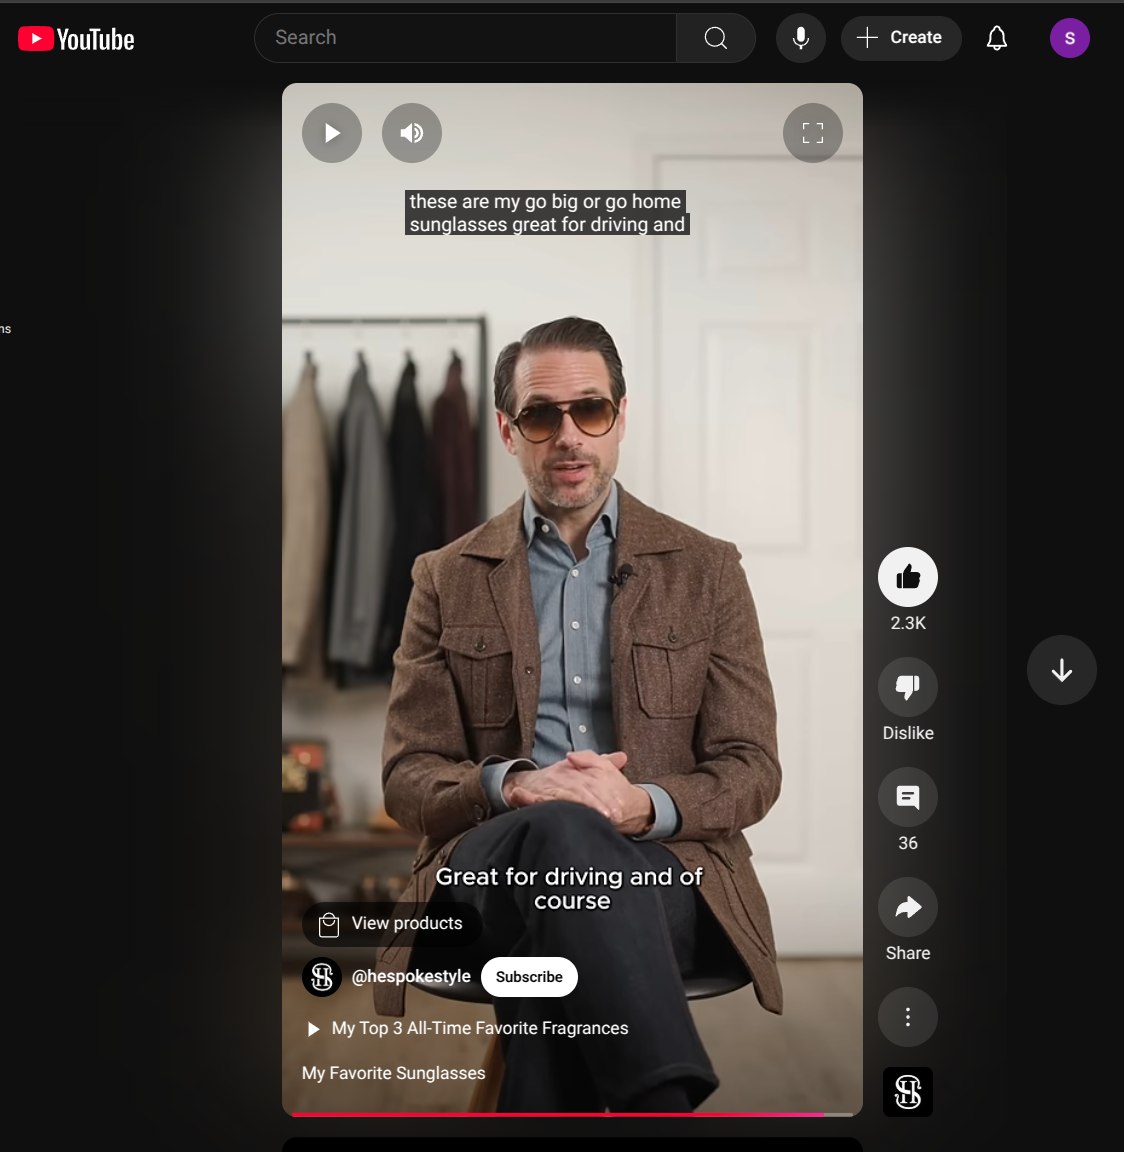 YouTube
Search
Create
S
these are my go big or go home
sunglasses great for driving and
ns
2.3K
Dislike
36
Share
Great for driving and of
course
View products
@hespokestyle
Subscribe
My Top 3 All-Time Favorite Fragrances
My Favorite Sunglasses